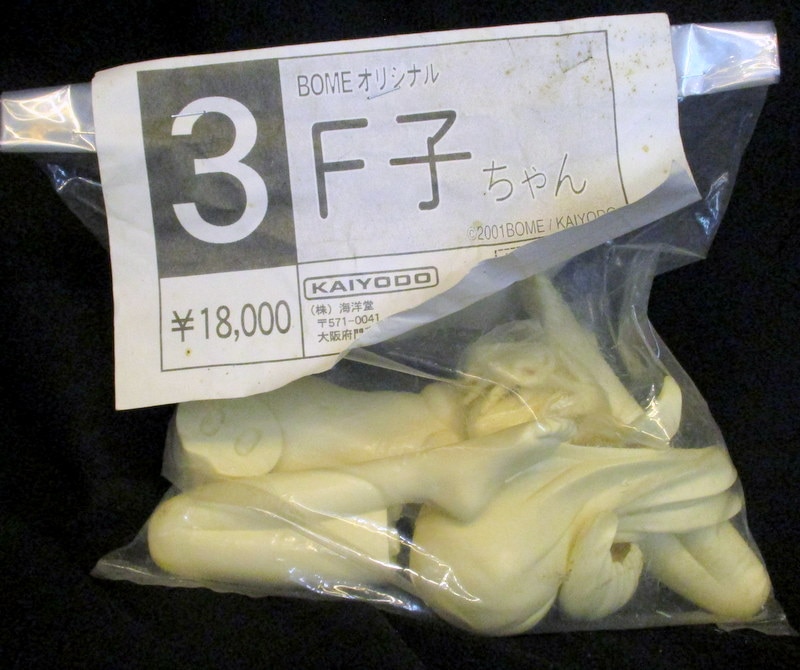 3
BOMEオリジナル
F子ちゃん
©2001BOME / KAIYODO
¥18,000
KAIYODO
(株) 海洋堂
〒571-0041
大阪府門